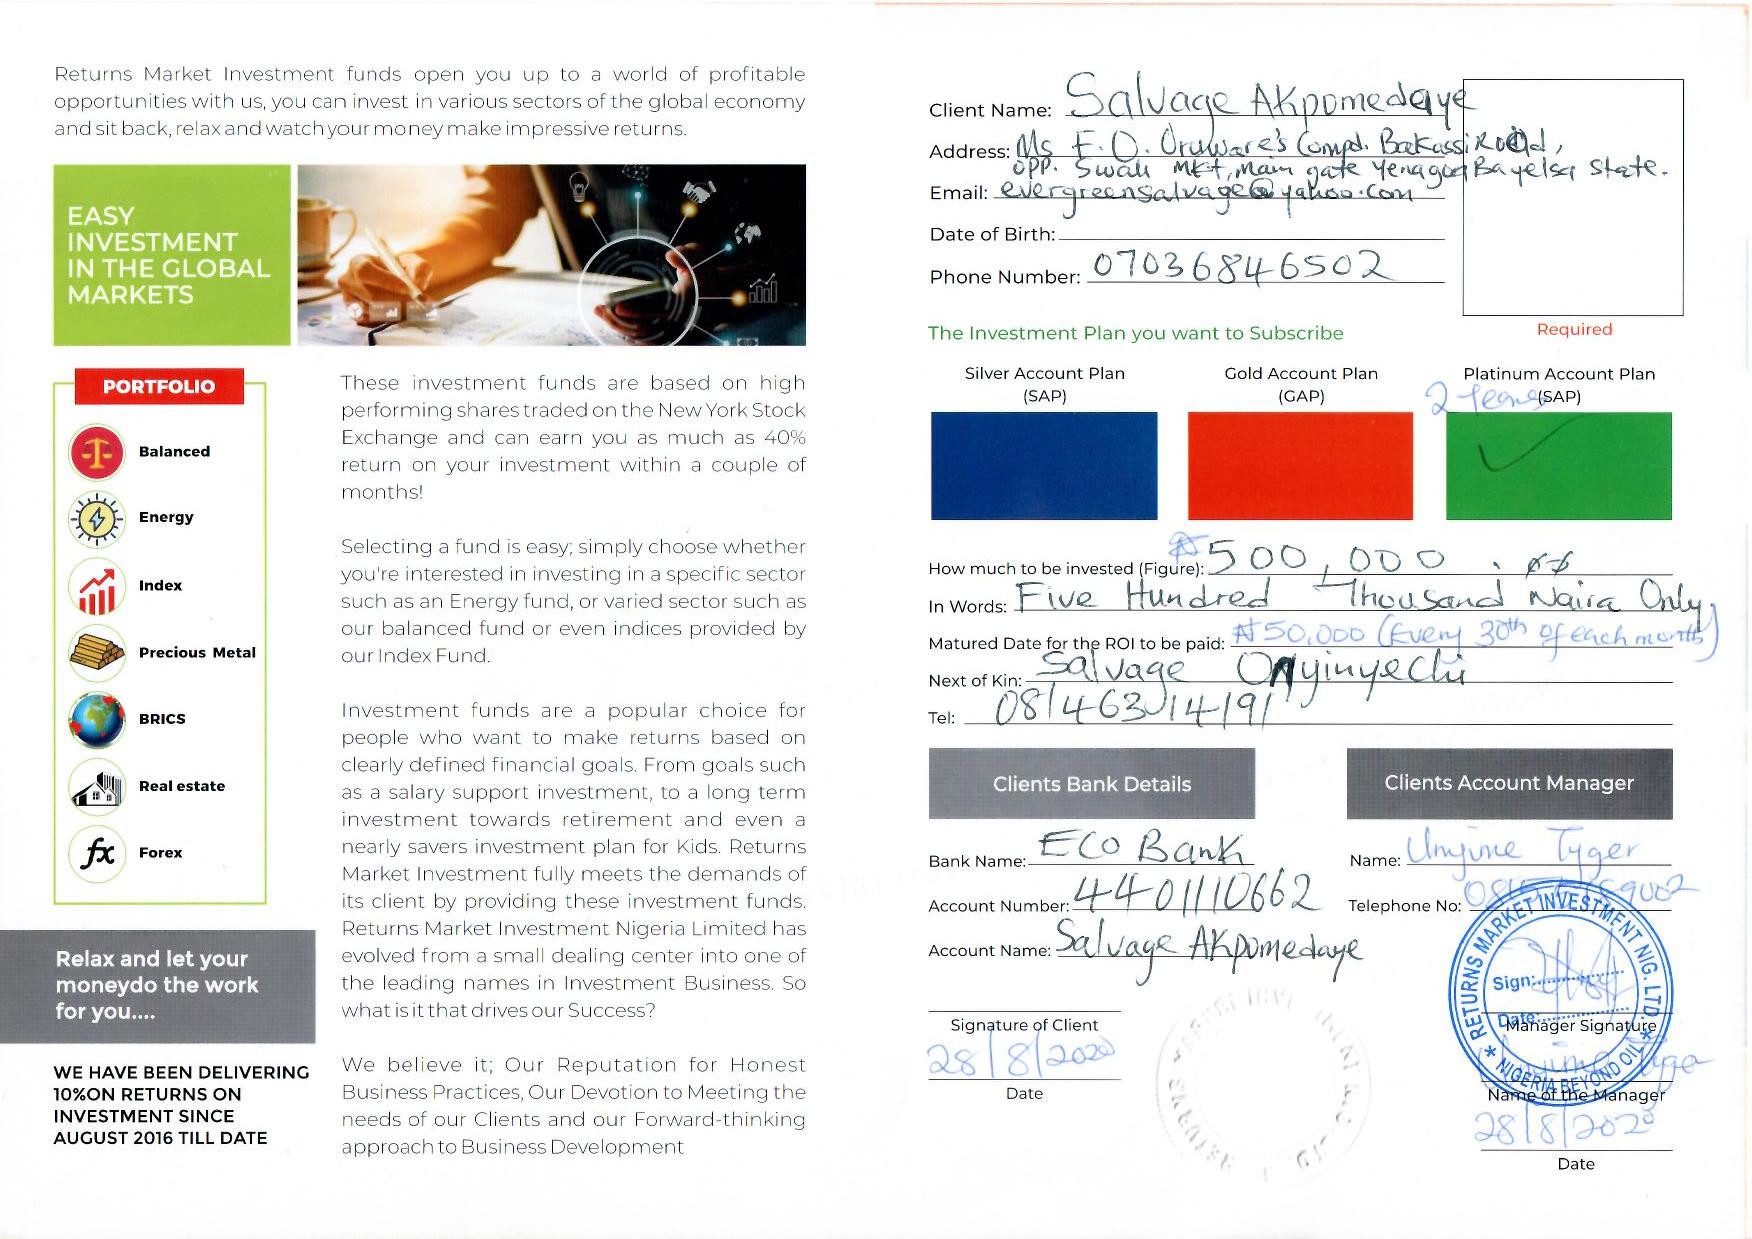 Returns Market Investment funds open you up to a world of profitable
opportunities with us, you can invest in various sectors of the global economy
and sit back, relax and watch your money make impressive returns.
EASY
INVESTMENT
IN THE GLOBAL
MARKETS
PORTFOLIO
Balanced
Energy
Index
Precious Metal
BRICS
Real estate
fx Forex
Relax and let your
moneydo the work
for you....
WE HAVE BEEN DELIVERING
10%ON RETURNS ON
INVESTMENT SINCE
AUGUST 2016 TILL DATE
These investment funds are based on high
performing shares traded on the New York Stock
Exchange and can earn you as much as 40%
return on your investment within a couple of
months!
Selecting a fund is easy; simply choose whether
you're interested in investing in a specific sector
such as an Energy fund, or varied sector such as
our balanced fund or even indices provided by
our Index Fund.
Investment funds are a popular choice for
people who want to make returns based on
clearly defined financial goals. From goals such
as a salary support investment, to a long term
investment towards retirement and even a
nearly savers investment plan for Kids. Returns
Market Investment fully meets the demands of
its client by providing these investment funds.
Returns Market Investment Nigeria Limited has
evolved from a small dealing center into one of
the leading names in Investment Business. So
what is it that drives our Success?
We believe it; Our Reputation for Honest
Business Practices, Our Devotion to Meeting the
needs of our Clients and our Forward-thinking
approach to Business Development
Client Name: Salvage Akpomedaye
Address: Ms F. O. Oruware's Compd. Bakassi Road,
opp. Swali Mkt, Main gate Yenagoa Bayelsa State.
Email: evergreensalvage@yahoo.com
Date of Birth:
Phone Number: 07036846502
Required
The Investment Plan you want to Subscribe
Silver Account Plan
(SAP)
Gold Account Plan
(GAP)
Platinum Account Plan
(SAP)
2 Years
How much to be invested (Figure): ₦500,000.00
In Words: Five Hundred Thousand Naira Only
Matured Date for the ROI to be paid: ₦50,000 (Every 30th of each month)
Next of Kin: Salvage Onyinyechi
Tel: 08146314191
Clients Bank Details
Bank Name: ECO Bank
Account Number: 4401110662
Account Name: Salvage Akpomedaye
Signature of Client
28/8/2020
Date
Clients Account Manager
Name: Umjime Tyger
Telephone No:
RETURNS MARKET INVESTMENT NIG. LTD.
Sign:
Date:
* NIGERIA BEYOND OIL *
Manager Signature
Name of the Manager
28/8/2020
Date